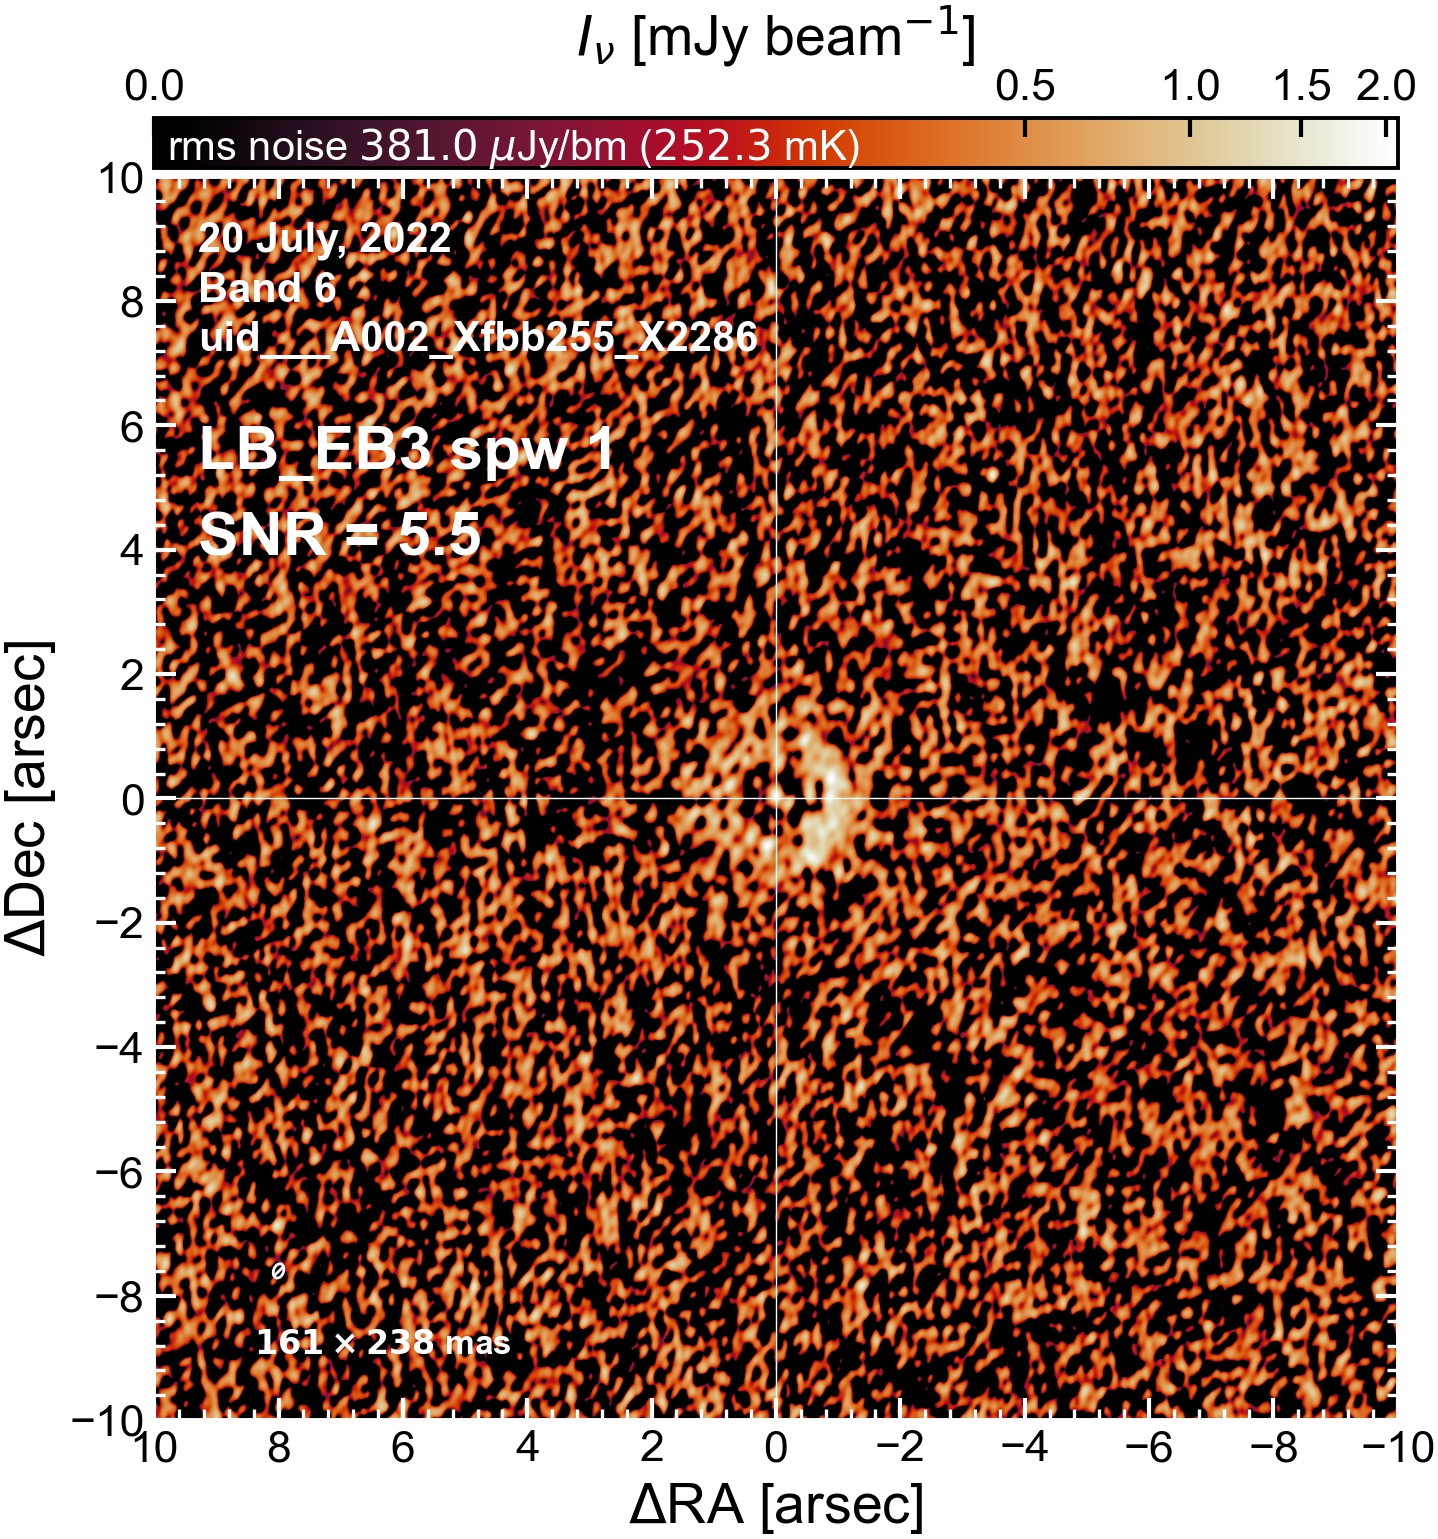 I_ν [mJy beam⁻¹]
0.0 0.5 1.0 1.5 2.0
rms noise 381.0 μJy/bm (252.3 mK)
20 July, 2022
Band 6
uid___A002_Xfbb255_X2286
LB_EB3 spw 1
SNR = 5.5
161 × 238 mas
10
8
6
4
2
0
−2
−4
−6
−8
−10
ΔDec [arsec]
10 8 6 4 2 0 −2 −4 −6 −8 −10
ΔRA [arsec]